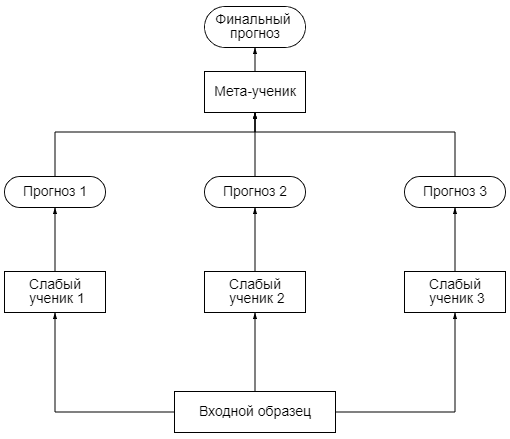 Финальный
прогноз
Мета-ученик
Прогноз 1
Прогноз 2
Прогноз 3
Слабый
ученик 1
Слабый
ученик 2
Слабый
ученик 3
Входной образец